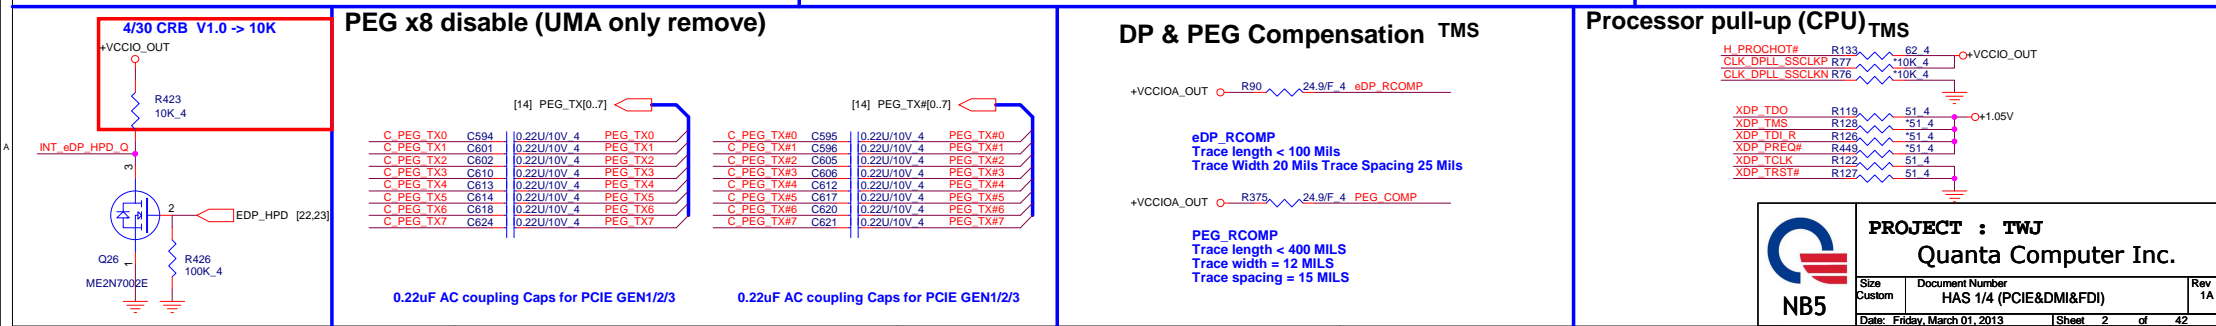 4/30 CRB V1.0 -> 10K
+VCCIO_OUT
R423
10K_4
A
INT_eDP_HPD_Q
3
2
EDP_HPD [22,23]
Q26
1
R426
100K_4
ME2N7002E
PEG x8 disable (UMA only remove)
[14] PEG_TX[0..7]
C_PEG_TX0 C594 0.22U/10V_4 PEG_TX0
C_PEG_TX1 C601 0.22U/10V_4 PEG_TX1
C_PEG_TX2 C602 0.22U/10V_4 PEG_TX2
C_PEG_TX3 C610 0.22U/10V_4 PEG_TX3
C_PEG_TX4 C613 0.22U/10V_4 PEG_TX4
C_PEG_TX5 C614 0.22U/10V_4 PEG_TX5
C_PEG_TX6 C618 0.22U/10V_4 PEG_TX6
C_PEG_TX7 C624 0.22U/10V_4 PEG_TX7
0.22uF AC coupling Caps for PCIE GEN1/2/3
[14] PEG_TX#[0..7]
C_PEG_TX#0 C595 0.22U/10V_4 PEG_TX#0
C_PEG_TX#1 C596 0.22U/10V_4 PEG_TX#1
C_PEG_TX#2 C605 0.22U/10V_4 PEG_TX#2
C_PEG_TX#3 C606 0.22U/10V_4 PEG_TX#3
C_PEG_TX#4 C612 0.22U/10V_4 PEG_TX#4
C_PEG_TX#5 C617 0.22U/10V_4 PEG_TX#5
C_PEG_TX#6 C620 0.22U/10V_4 PEG_TX#6
C_PEG_TX#7 C621 0.22U/10V_4 PEG_TX#7
0.22uF AC coupling Caps for PCIE GEN1/2/3
DP & PEG Compensation TMS
+VCCIOA_OUT R90 24.9/F_4 eDP_RCOMP
eDP_RCOMP
Trace length < 100 Mils
Trace Width 20 Mils Trace Spacing 25 Mils
+VCCIOA_OUT R375 24.9/F_4 PEG_COMP
PEG_RCOMP
Trace length < 400 MILS
Trace width = 12 MILS
Trace spacing = 15 MILS
Processor pull-up (CPU) TMS
H_PROCHOT# R133 62_4 +VCCIO_OUT
CLK_DPLL_SSCLKP R77 *10K_4
CLK_DPLL_SSCLKN R76 *10K_4
XDP_TDO R119 51_4 +1.05V
XDP_TMS R128 *51_4
XDP_TDI_R R126 *51_4
XDP_PREQ# R449 *51_4
XDP_TCLK R122 51_4
XDP_TRST# R127 51_4
NB5
PROJECT : TWJ
Quanta Computer Inc.
Size
Custom
Document Number
HAS 1/4 (PCIE&DMI&FDI)
Rev
1A
Date: Friday, March 01, 2013 Sheet 2 of 42